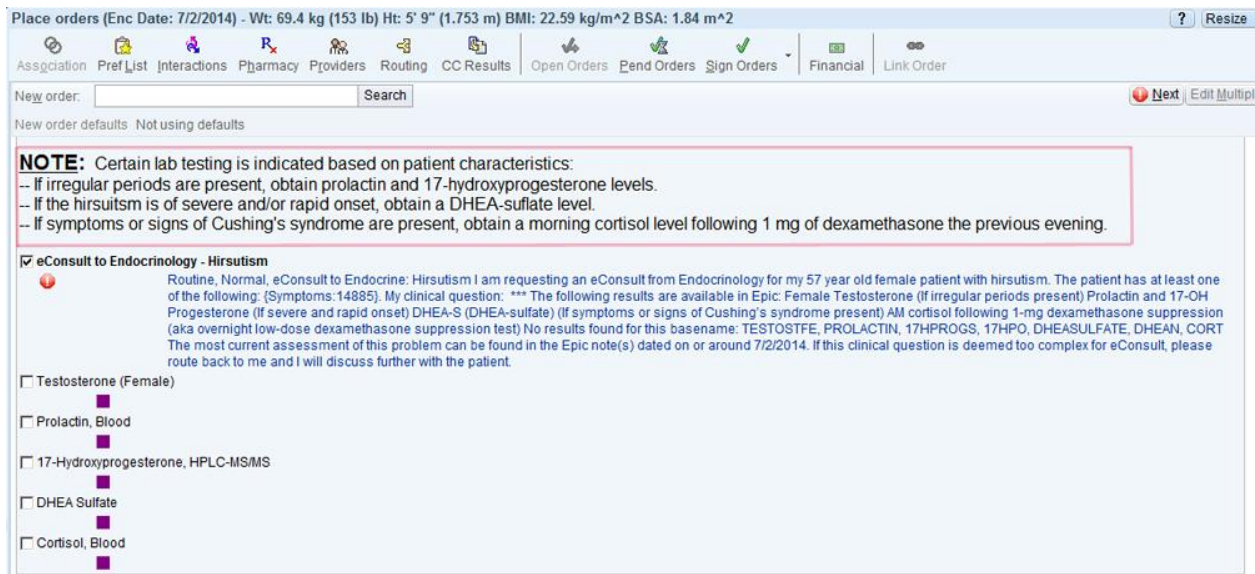 Place orders (Enc Date: 7/2/2014) - Wt: 69.4 kg (153 lb) Ht: 5' 9" (1.753 m) BMI: 22.59 kg/m^2 BSA: 1.84 m^2 ? Resize
Association Pref List Interactions Pharmacy Providers Routing CC Results Open Orders Pend Orders Sign Orders Financial Link Order
New order: Search Next Edit Multipl
New order defaults Not using defaults
NOTE: Certain lab testing is indicated based on patient characteristics:
-- If irregular periods are present, obtain prolactin and 17-hydroxyprogesterone levels.
-- If the hirsuitsm is of severe and/or rapid onset, obtain a DHEA-suflate level.
-- If symptoms or signs of Cushing's syndrome are present, obtain a morning cortisol level following 1 mg of dexamethasone the previous evening.
eConsult to Endocrinology - Hirsutism
Routine, Normal, eConsult to Endocrine: Hirsutism I am requesting an eConsult from Endocrinology for my 57 year old female patient with hirsutism. The patient has at least one
of the following: {Symptoms:14885}. My clinical question: *** The following results are available in Epic: Female Testosterone (If irregular periods present) Prolactin and 17-OH
Progesterone (If severe and rapid onset) DHEA-S (DHEA-sulfate) (If symptoms or signs of Cushing's syndrome present) AM cortisol following 1-mg dexamethasone suppression
(aka overnight low-dose dexamethasone suppression test) No results found for this basename: TESTOSTFE, PROLACTIN, 17HPROGS, 17HPO, DHEASULFATE, DHEAN, CORT
The most current assessment of this problem can be found in the Epic note(s) dated on or around 7/2/2014. If this clinical question is deemed too complex for eConsult, please
route back to me and I will discuss further with the patient.
Testosterone (Female)
Prolactin, Blood
17-Hydroxyprogesterone, HPLC-MS/MS
DHEA Sulfate
Cortisol, Blood